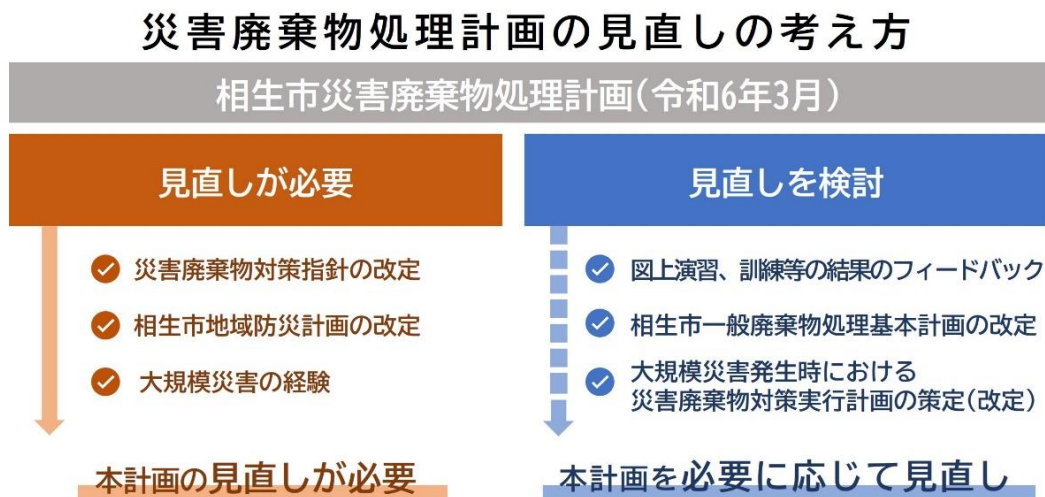 災害廃棄物処理計画の見直しの考え方
相生市災害廃棄物処理計画(令和6年3月)
見直しが必要
災害廃棄物対策指針の改定
相生市地域防災計画の改定
大規模災害の経験
本計画の見直しが必要
見直しを検討
図上演習、訓練等の結果のフィードバック
相生市一般廃棄物処理基本計画の改定
大規模災害発生時における
災害廃棄物対策実行計画の策定(改定)
本計画を必要に応じて見直し